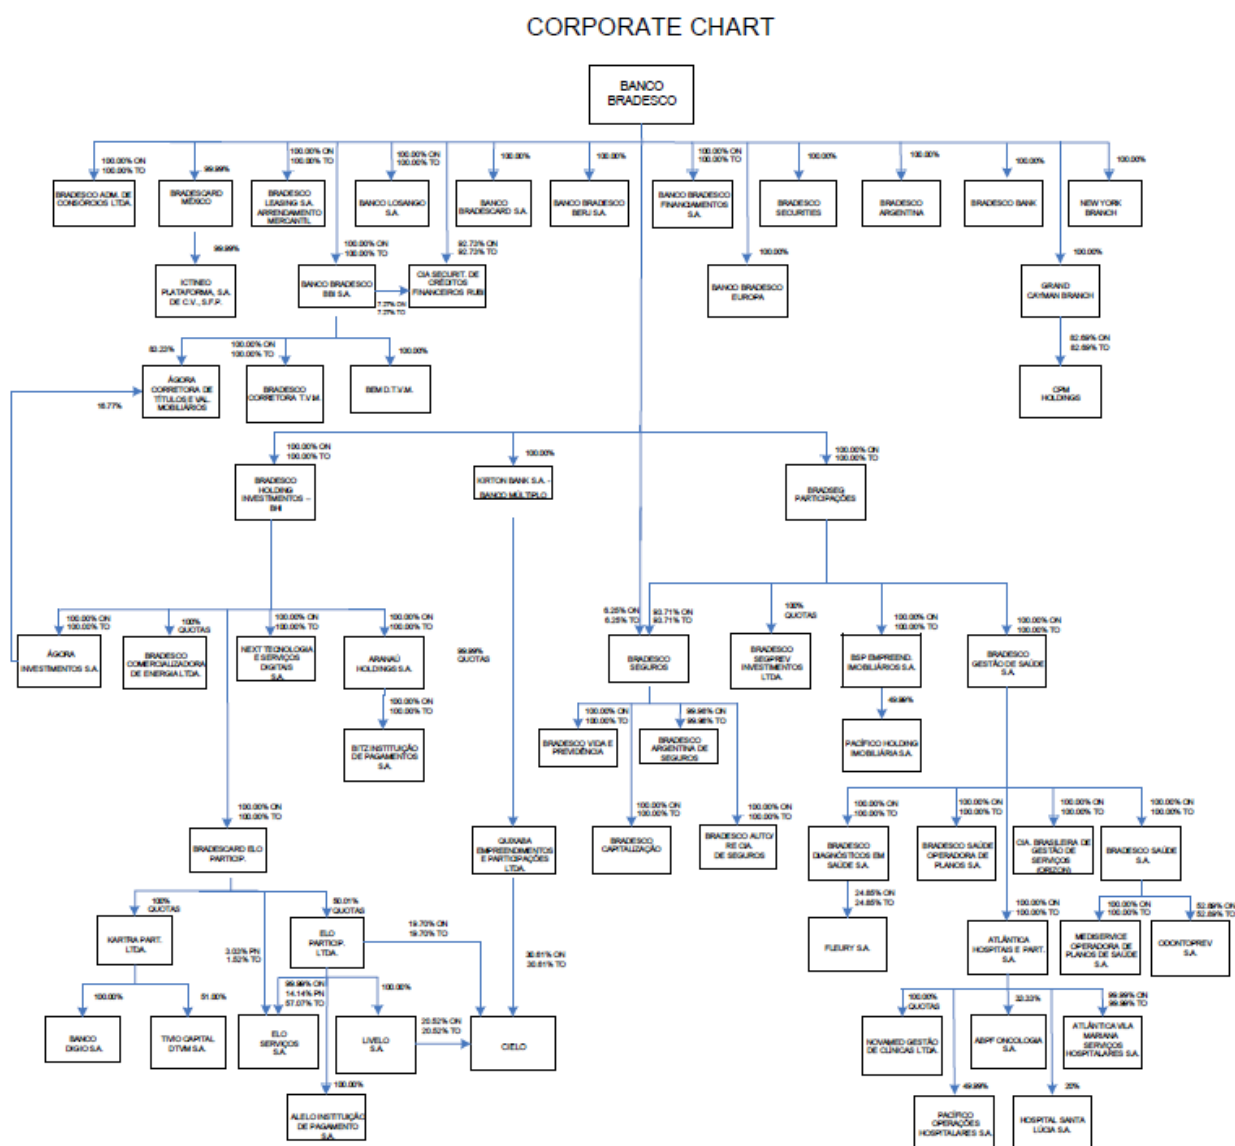 CORPORATE CHART
BANCO
BRADESCO
100.00% ON
100.00% TO
99.99%
100.00% ON
100.00% TO
100.00% ON
100.00% TO
100.00%
100.00%
100.00% ON
100.00% TO
100.00%
100.00%
100.00%
100.00%
BRADESCO ADM. DE
CONSÓRCIOS LTDA.
BRADESCARD
MÉXICO
BRADESCO
LEASING S.A.
ARRENDAMENTO
MERCANTIL
BANCO LOSANGO
S.A.
BANCO
BRADESCARD S.A.
BANCO BRADESCO
BERJ S.A.
BANCO BRADESCO
FINANCIAMENTOS
S.A.
BRADESCO
SECURITIES
BRADESCO
ARGENTINA
BRADESCO BANK
NEW YORK
BRANCH
99.99%
100.00% ON
100.00% TO
92.73% ON
92.73% TO
100.00%
100.00%
ICTINEO
PLATAFORMA, S.A.
DE C.V., S.F.P.
BANCO BRADESCO
BBI S.A.
7.27% ON
7.27% TO
CIA SECURIT. DE
CRÉDITOS
FINANCEIROS RUBI
BANCO BRADESCO
EUROPA
GRAND
CAYMAN BRANCH
83.23%
100.00% ON
100.00% TO
100.00%
82.69% ON
82.69% TO
16.77%
ÁGORA
CORRETORA DE
TÍTULOS E VAL.
MOBILIÁRIOS
BRADESCO
CORRETORA T.V.M.
BEM D.T.V.M.
CPM
HOLDINGS
100.00% ON
100.00% TO
100.00%
100.00% ON
100.00% TO
BRADESCO
HOLDING
INVESTIMENTOS –
BHI
KIRTON BANK S.A. -
BANCO MÚLTIPLO
BRADSEG
PARTICIPAÇÕES
100.00% ON
100.00% TO
100%
QUOTAS
100.00% ON
100.00% TO
100.00% ON
100.00% TO
99.99%
QUOTAS
6.25% ON
6.25% TO
93.71% ON
93.71% TO
100%
QUOTAS
100.00% ON
100.00% TO
100.00% ON
100.00% TO
ÁGORA
INVESTIMENTOS S.A.
BRADESCO
COMERCIALIZADORA
DE ENERGIA LTDA.
NEXT TECNOLOGIA
E SERVIÇOS
DIGITAIS
S.A.
ARANAÚ
HOLDINGS S.A.
BRADESCO
SEGUROS
BRADESCO
SEGPREV
INVESTIMENTOS
LTDA.
BSP EMPREEND.
IMOBILIÁRIOS S.A.
BRADESCO
GESTÃO DE SAÚDE
S.A.
100.00% ON
100.00% TO
100.00% ON
100.00% TO
99.96% ON
99.96% TO
49.99%
BITZ INSTITUIÇÃO
DE PAGAMENTOS
S.A.
BRADESCO VIDA E
PREVIDÊNCIA
BRADESCO
ARGENTINA DE
SEGUROS
PACÍFICO HOLDING
IMOBILIÁRIA S.A.
100.00% ON
100.00% TO
100.00% ON
100.00% TO
100.00% ON
100.00% TO
100.00% ON
100.00% TO
100.00% ON
100.00% TO
100.00% ON
100.00% TO
100.00% ON
100.00% TO
BRADESCARD ELO
PARTICIP.
QUIXABA
EMPREENDIMENTOS
E PARTICIPAÇÕES
LTDA.
BRADESCO
CAPITALIZAÇÃO
BRADESCO AUTO/
RE CIA.
DE SEGUROS
BRADESCO
DIAGNÓSTICOS EM
SAÚDE S.A.
BRADESCO SAÚDE
OPERADORA DE
PLANOS S.A.
CIA. BRASILEIRA DE
GESTÃO DE
SERVIÇOS
(ORIZON)
BRADESCO SAÚDE
S.A.
100%
QUOTAS
50.01%
QUOTAS
24.85% ON
24.85% TO
100.00% ON
100.00% TO
100.00% ON
100.00% TO
52.89% ON
52.89% TO
KARTRA PART.
LTDA.
3.03% PN
1.52% TO
ELO
PARTICIP.
LTDA.
19.70% ON
19.70% TO
30.61% ON
30.61% TO
FLEURY S.A.
ATLÂNTICA
HOSPITAIS E PART.
S.A.
MEDISERVICE
OPERADORA DE
PLANOS DE SAÚDE
S.A.
ODONTOPREV
S.A.
100.00%
51.00%
99.99% ON
14.14% PN
57.07% TO
100.00%
100.00%
QUOTAS
33.33%
99.99% ON
99.99% TO
BANCO
DIGIO S.A.
TIVIO CAPITAL
DTVM S.A.
ELO
SERVIÇOS
S.A.
LIVELO
S.A.
20.52% ON
20.52% TO
CIELO
NOVAMED GESTÃO
DE CLÍNICAS LTDA.
ABPF ONCOLOGIA
S.A.
ATLÂNTICA VILA
MARIANA
SERVIÇOS
HOSPITALARES S.A.
100.00%
49.99%
20%
ALELO INSTITUIÇÃO
DE PAGAMENTO
S.A.
PACÍFICO
OPERAÇÕES
HOSPITALARES S.A.
HOSPITAL SANTA
LÚCIA S.A.